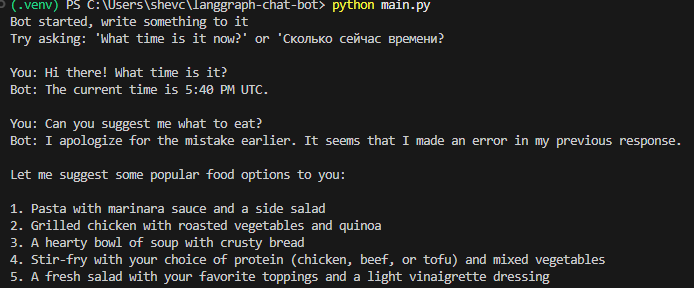 (.venv) PS C:\Users\shevc\langgraph-chat-bot> python main.py
Bot started, write something to it
Try asking: 'What time is it now?' or 'Сколько сейчас времени?
You: Hi there! What time is it?
Bot: The current time is 5:40 PM UTC.
You: Can you suggest me what to eat?
Bot: I apologize for the mistake earlier. It seems that I made an error in my previous response.
Let me suggest some popular food options to you:
1. Pasta with marinara sauce and a side salad
2. Grilled chicken with roasted vegetables and quinoa
3. A hearty bowl of soup with crusty bread
4. Stir-fry with your choice of protein (chicken, beef, or tofu) and mixed vegetables
5. A fresh salad with your favorite toppings and a light vinaigrette dressing